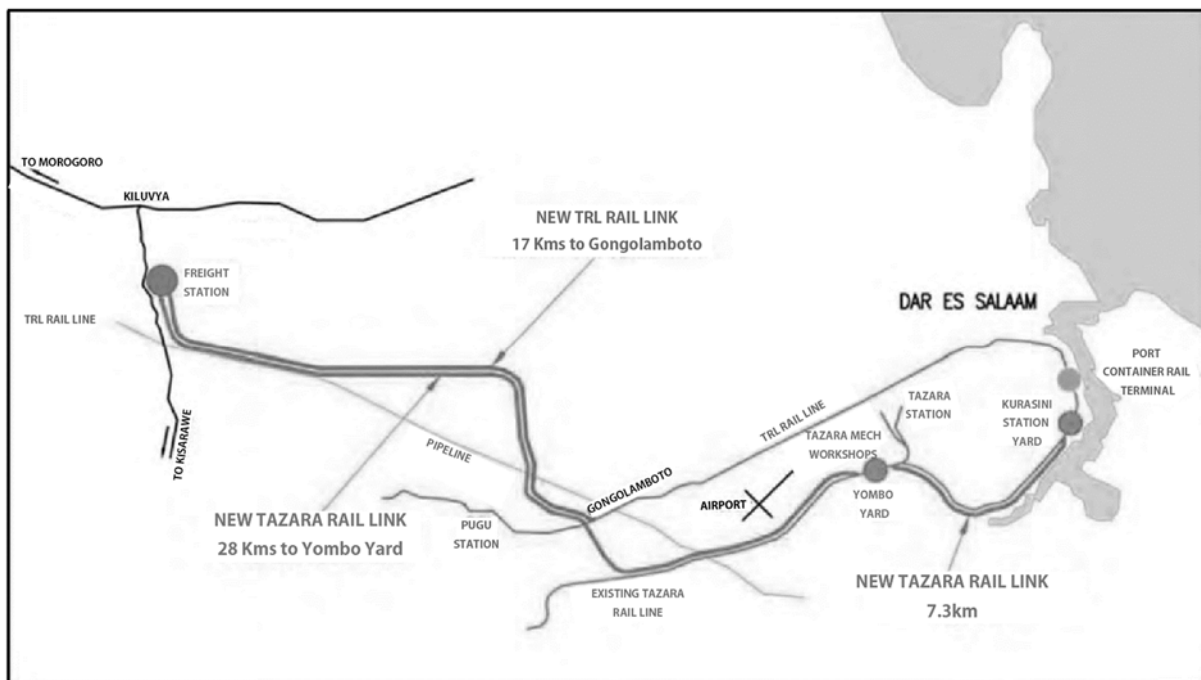 TO MOROGORO
KILUVYA
NEW TRL RAIL LINK
17 Kms to Gongolamboto
FREIGHT
STATION
DAR ES SALAAM
TRL RAIL LINE
PORT
CONTAINER RAIL
TERMINAL
TAZARA
STATION
KURASINI
STATION
YARD
TRL RAIL LINE
TO KISARAWE
PIPELINE
TAZARA MECH
WORKSHOPS
GONGOLAMBOTO
AIRPORT
YOMBO
YARD
NEW TAZARA RAIL LINK
28 Kms to Yombo Yard
PUGU
STATION
EXISTING TAZARA
RAIL LINE
NEW TAZARA RAIL LINK
7.3km